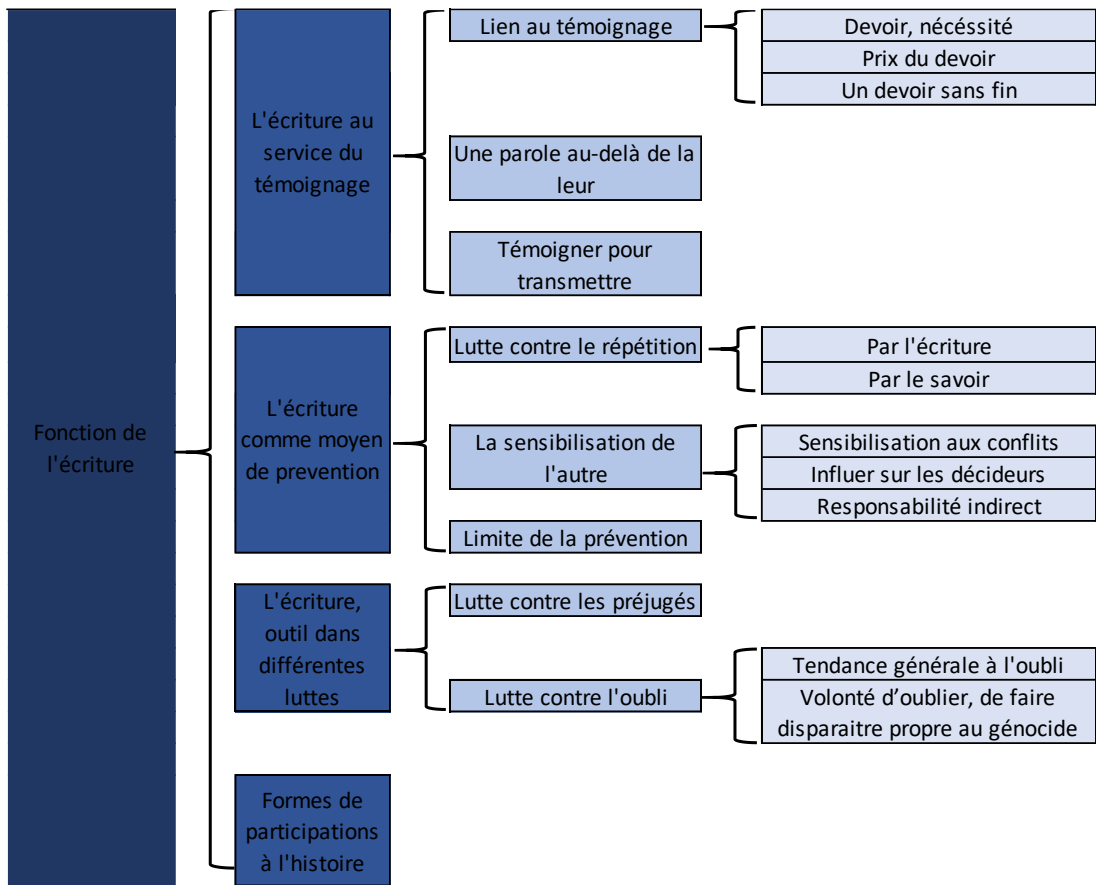 Fonction de
l'écriture
L'écriture au
service du
témoignage
Lien au témoignage
Devoir, nécéssité
Prix du devoir
Un devoir sans fin
Une parole au-delà de la
leur
Témoigner pour
transmettre
L'écriture
comme moyen
de prevention
Lutte contre le répétition
Par l'écriture
Par le savoir
La sensibilisation de
l'autre
Sensibilisation aux conflits
Influer sur les décideurs
Responsabilité indirect
Limite de la prévention
L'écriture,
outil dans
différentes
luttes
Lutte contre les préjugés
Lutte contre l'oubli
Tendance générale à l'oubli
Volonté d’oublier, de faire
disparaitre propre au génocide
Formes de
participations
à l'histoire